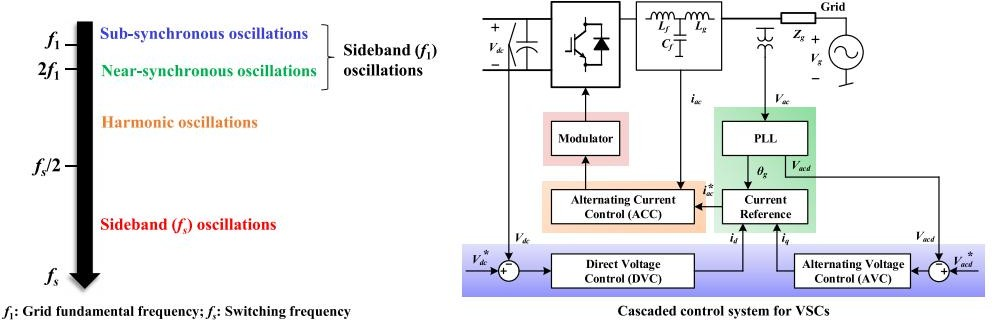 f1
2f1
fs/2
fs
Sub-synchronous oscillations
Near-synchronous oscillations
Harmonic oscillations
Sideband (fs) oscillations
Sideband (f1)
oscillations
f1: Grid fundamental frequency; fs: Switching frequency
+
Vdc
−
Lf
Lg
Cf
Grid
Zg
+
Vg
−
iac
Vac
Modulator
PLL
θg
Vacd
Alternating Current
Control (ACC)
iac*
Current
Reference
Vdc
id
iq
Vacd
Vdc*
+
−
Direct Voltage
Control (DVC)
Alternating Voltage
Control (AVC)
−
+
Vacd*
Cascaded control system for VSCs